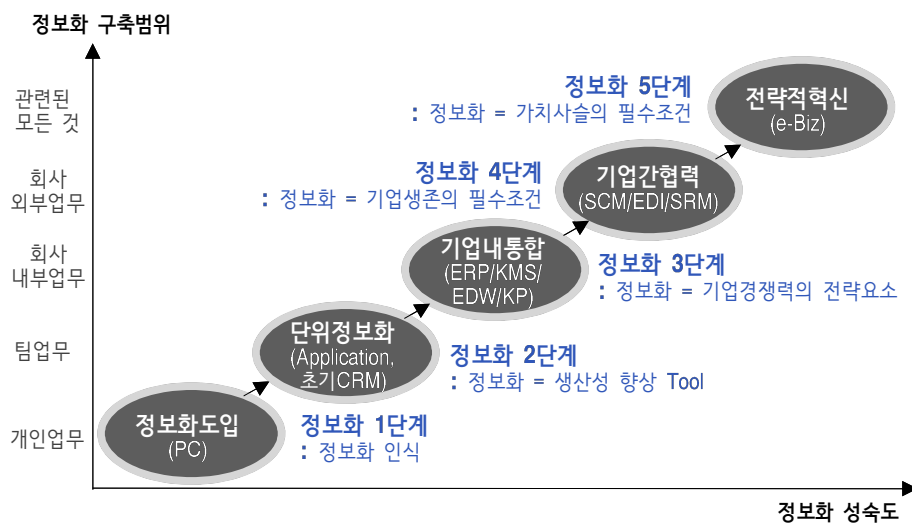 정보화 구축범위
관련된
모든 것
정보화 5단계
: 정보화 = 가치사슬의 필수조건
전략적혁신
(e-Biz)
회사
외부업무
정보화 4단계
: 정보화 = 기업생존의 필수조건
기업간협력
(SCM/EDI/SRM)
회사
내부업무
기업내통합
(ERP/KMS/
EDW/KP)
정보화 3단계
: 정보화 = 기업경쟁력의 전략요소
팀업무
단위정보화
(Application,
초기CRM)
정보화 2단계
: 정보화 = 생산성 향상 Tool
개인업무
정보화도입
(PC)
정보화 1단계
: 정보화 인식
정보화 성숙도